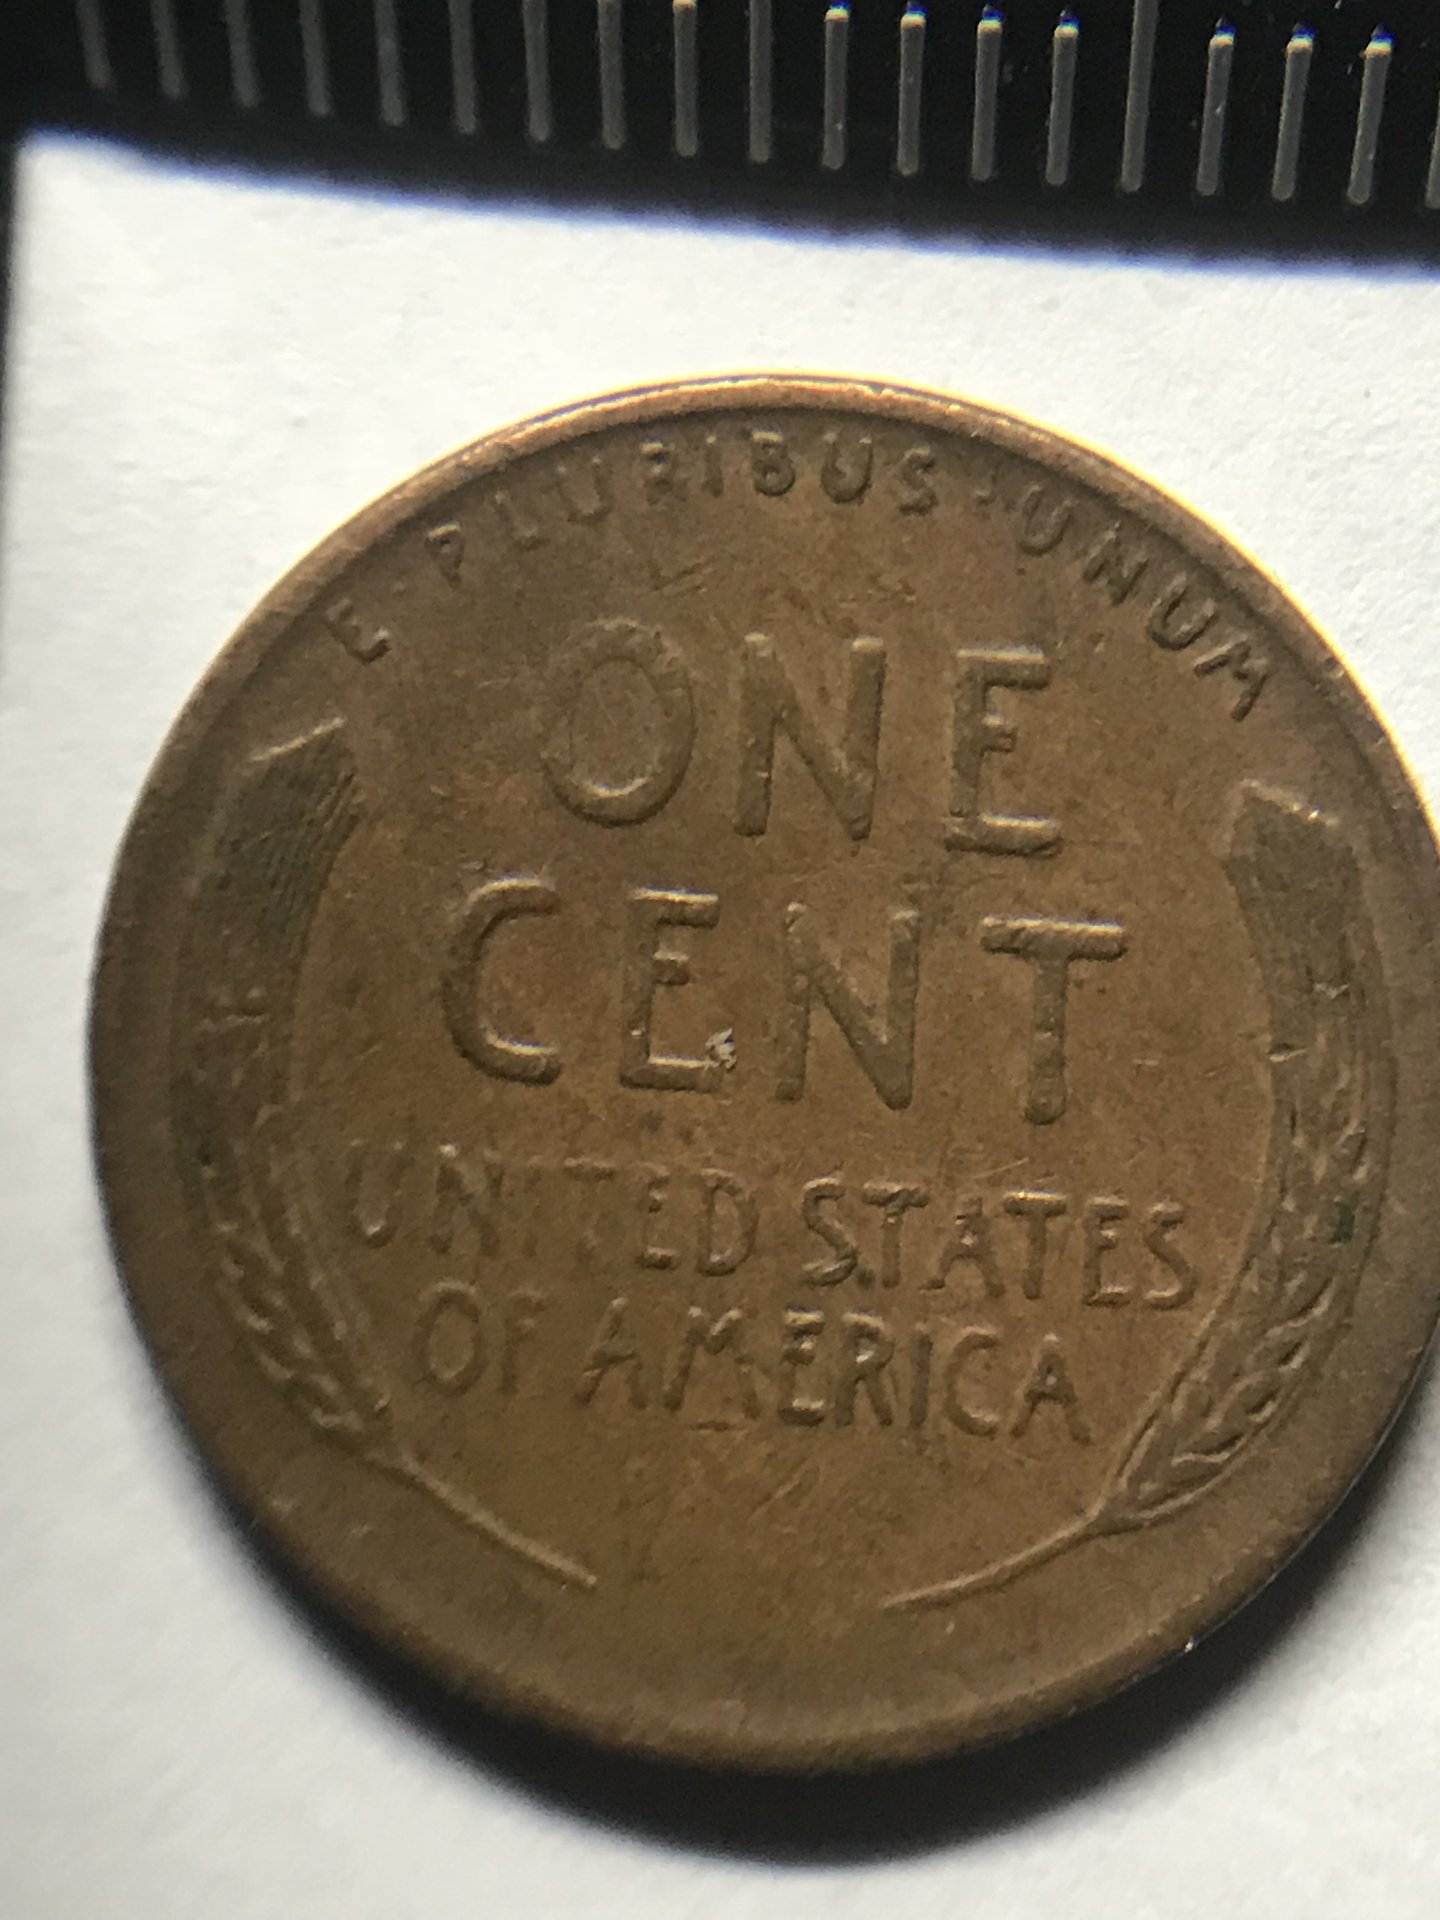 E · PLURIBUS · UNUM
ONE
CENT
UNITED STATES
OF AMERICA